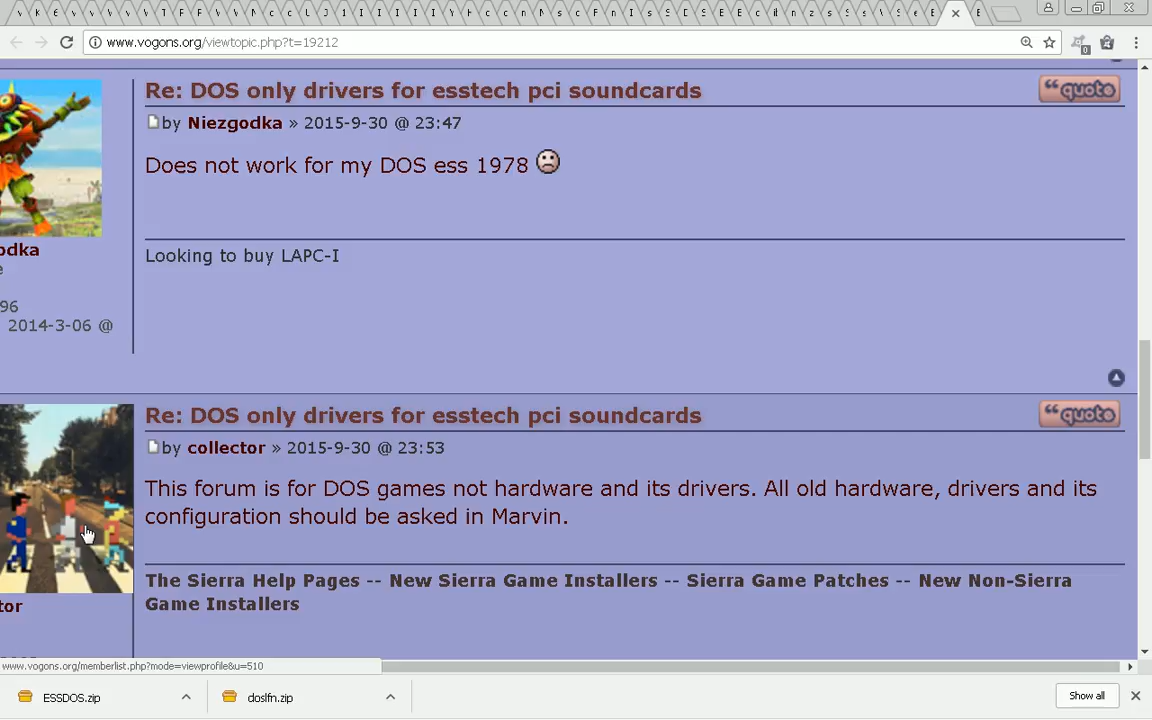 www.vogons.org/viewtopic.php?t=19212
Re: DOS only drivers for esstech pci soundcards
quote
by Niezgodka » 2015-9-30 @ 23:47
Does not work for my DOS ess 1978
odka
e
96
2014-3-06 @
Looking to buy LAPC-I
Re: DOS only drivers for esstech pci soundcards
quote
by collector » 2015-9-30 @ 23:53
This forum is for DOS games not hardware and its drivers. All old hardware, drivers and its
configuration should be asked in Marvin.
The Sierra Help Pages -- New Sierra Game Installers -- Sierra Game Patches -- New Non-Sierra
Game Installers
tor
www.vogons.org/memberlist.php?mode=viewprofile&u=510
ESSDOS.zip
doslfn.zip
Show all